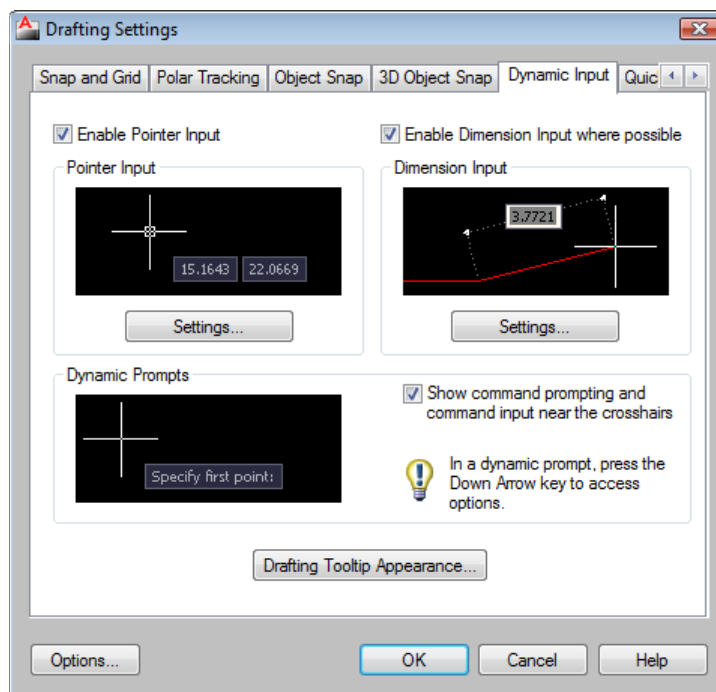 Drafting Settings
Snap and Grid
Polar Tracking
Object Snap
3D Object Snap
Dynamic Input
Quic
Enable Pointer Input
Enable Dimension Input where possible
Pointer Input
Dimension Input
3.7721
15.1643
22.0669
Settings...
Settings...
Dynamic Prompts
Show command prompting and
command input near the crosshairs
Specify first point:
In a dynamic prompt, press the
Down Arrow key to access
options.
Drafting Tooltip Appearance...
Options...
OK
Cancel
Help